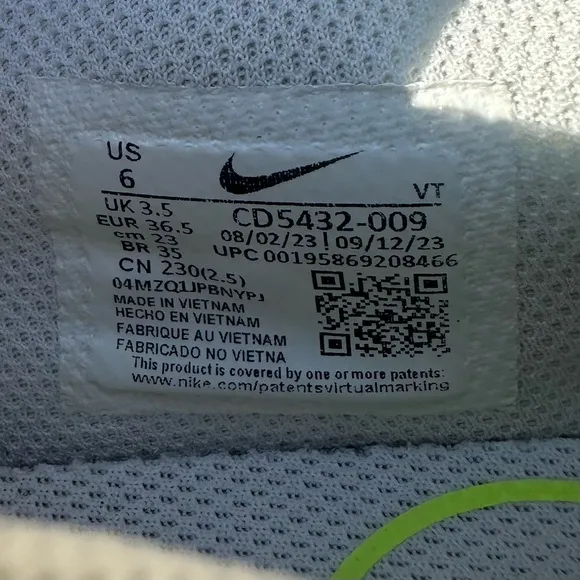 US
6
VT
UK 3.5
EUR 36.5
cm 23
BR 35
CN 230(2.5)
CD5432-009
08/02/23 | 09/12/23
UPC 00195869208466
04MZQ1JPBNYPJ
MADE IN VIETNAM
HECHO EN VIETNAM
FABRIQUE AU VIETNAM
FABRICADO NO VIETNA
This product is covered by one or more patents:
www.nike.com/patentsvirtualmarking